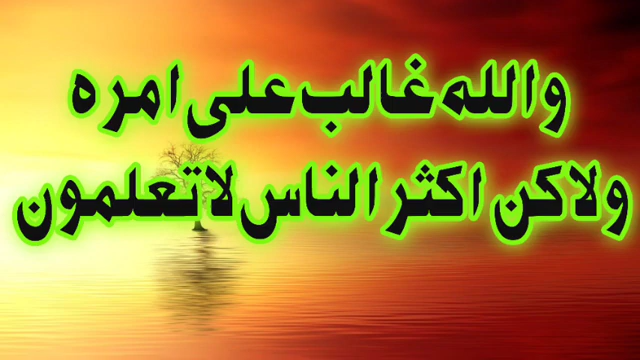 والله غالب على امره
ولاكن اكثر الناس لاتعلمون